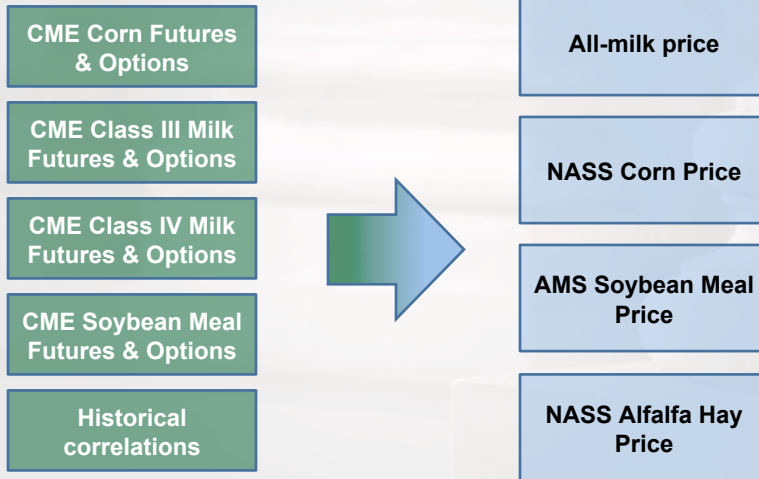 CME Corn Futures
& Options
CME Class III Milk
Futures & Options
CME Class IV Milk
Futures & Options
CME Soybean Meal
Futures & Options
Historical
correlations
All-milk price
NASS Corn Price
AMS Soybean Meal
Price
NASS Alfalfa Hay
Price